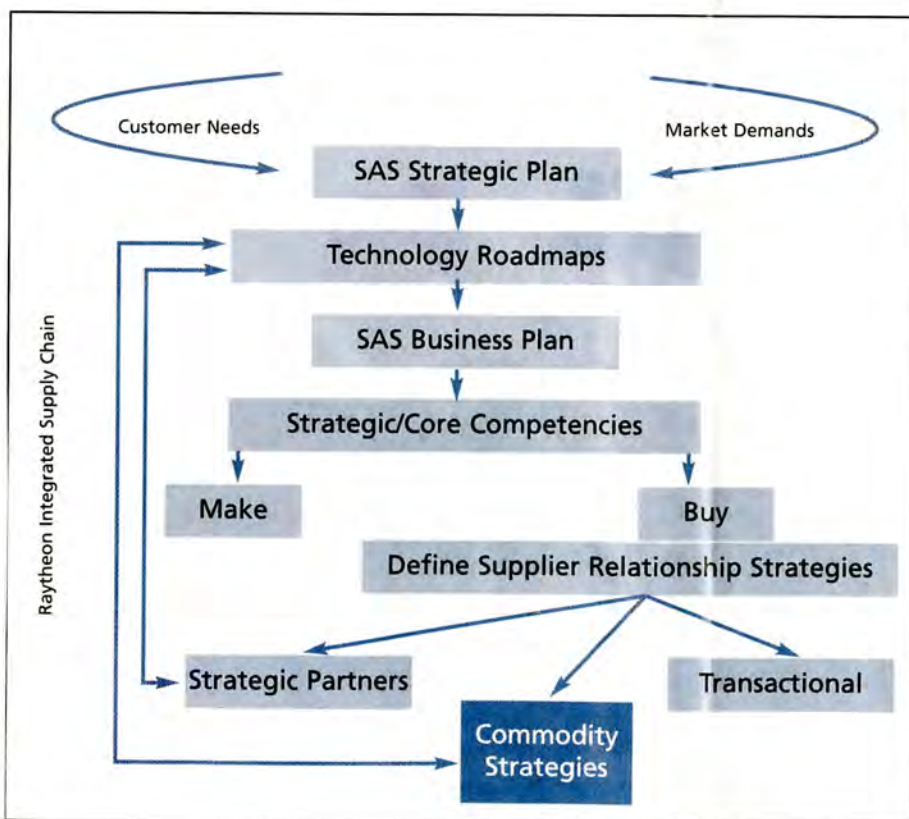 Customer Needs
Market Demands
SAS Strategic Plan
Technology Roadmaps
SAS Business Plan
Strategic/Core Competencies
Make
Buy
Define Supplier Relationship Strategies
Strategic Partners
Transactional
Commodity
Strategies
Raytheon Integrated Supply Chain